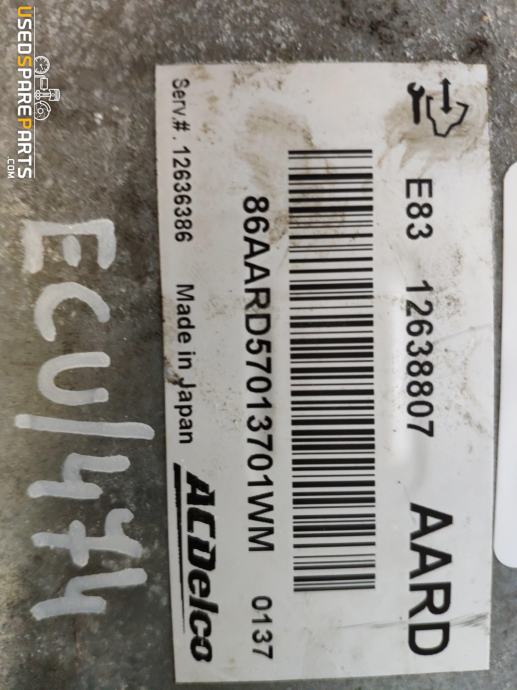 E83 12638807 AARD
86AARD57013701WM 0137
Serv.#. 12636386 Made in Japan ACDelco
ECU/474
USEDSPAREPARTS.COM